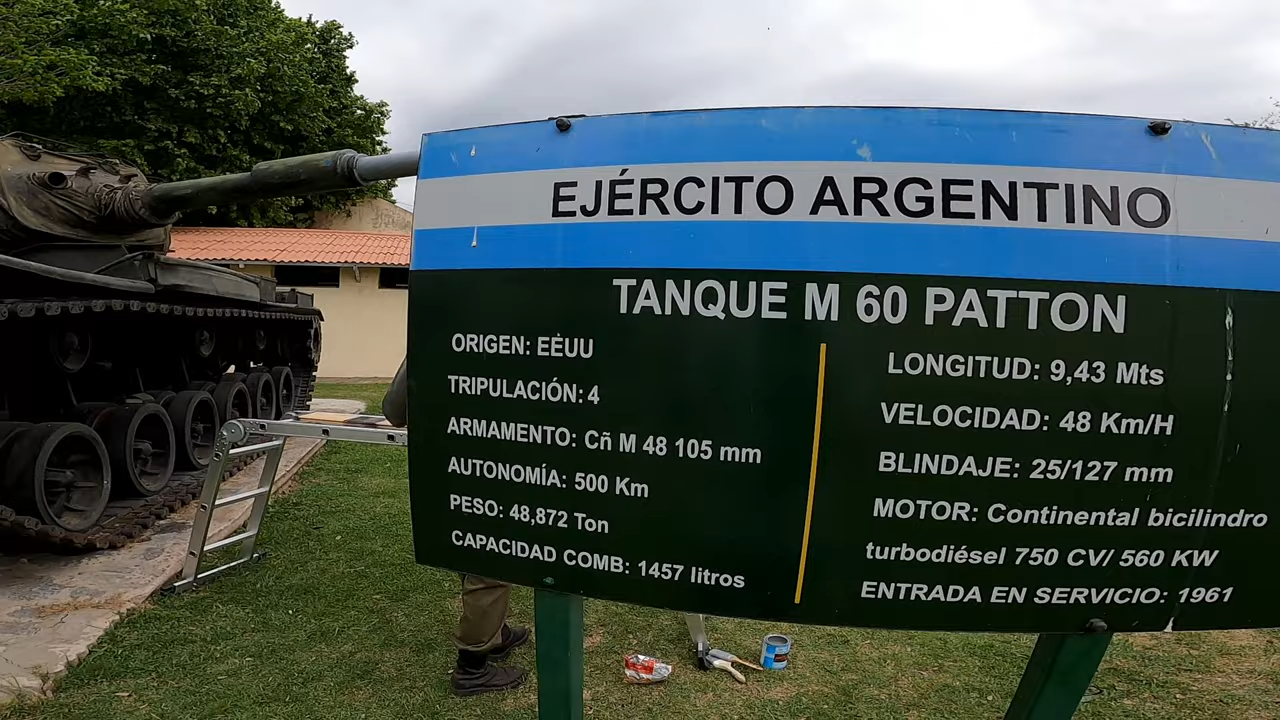 EJÉRCITO ARGENTINO
TANQUE M 60 PATTON
ORIGEN: EÉUU
TRIPULACIÓN: 4
ARMAMENTO: Cñ M 48 105 mm
AUTONOMÍA: 500 Km
PESO: 48,872 Ton
CAPACIDAD COMB: 1457 litros
LONGITUD: 9,43 Mts
VELOCIDAD: 48 Km/H
BLINDAJE: 25/127 mm
MOTOR: Continental bicilindro
turbodiésel 750 CV/ 560 KW
ENTRADA EN SERVICIO: 1961